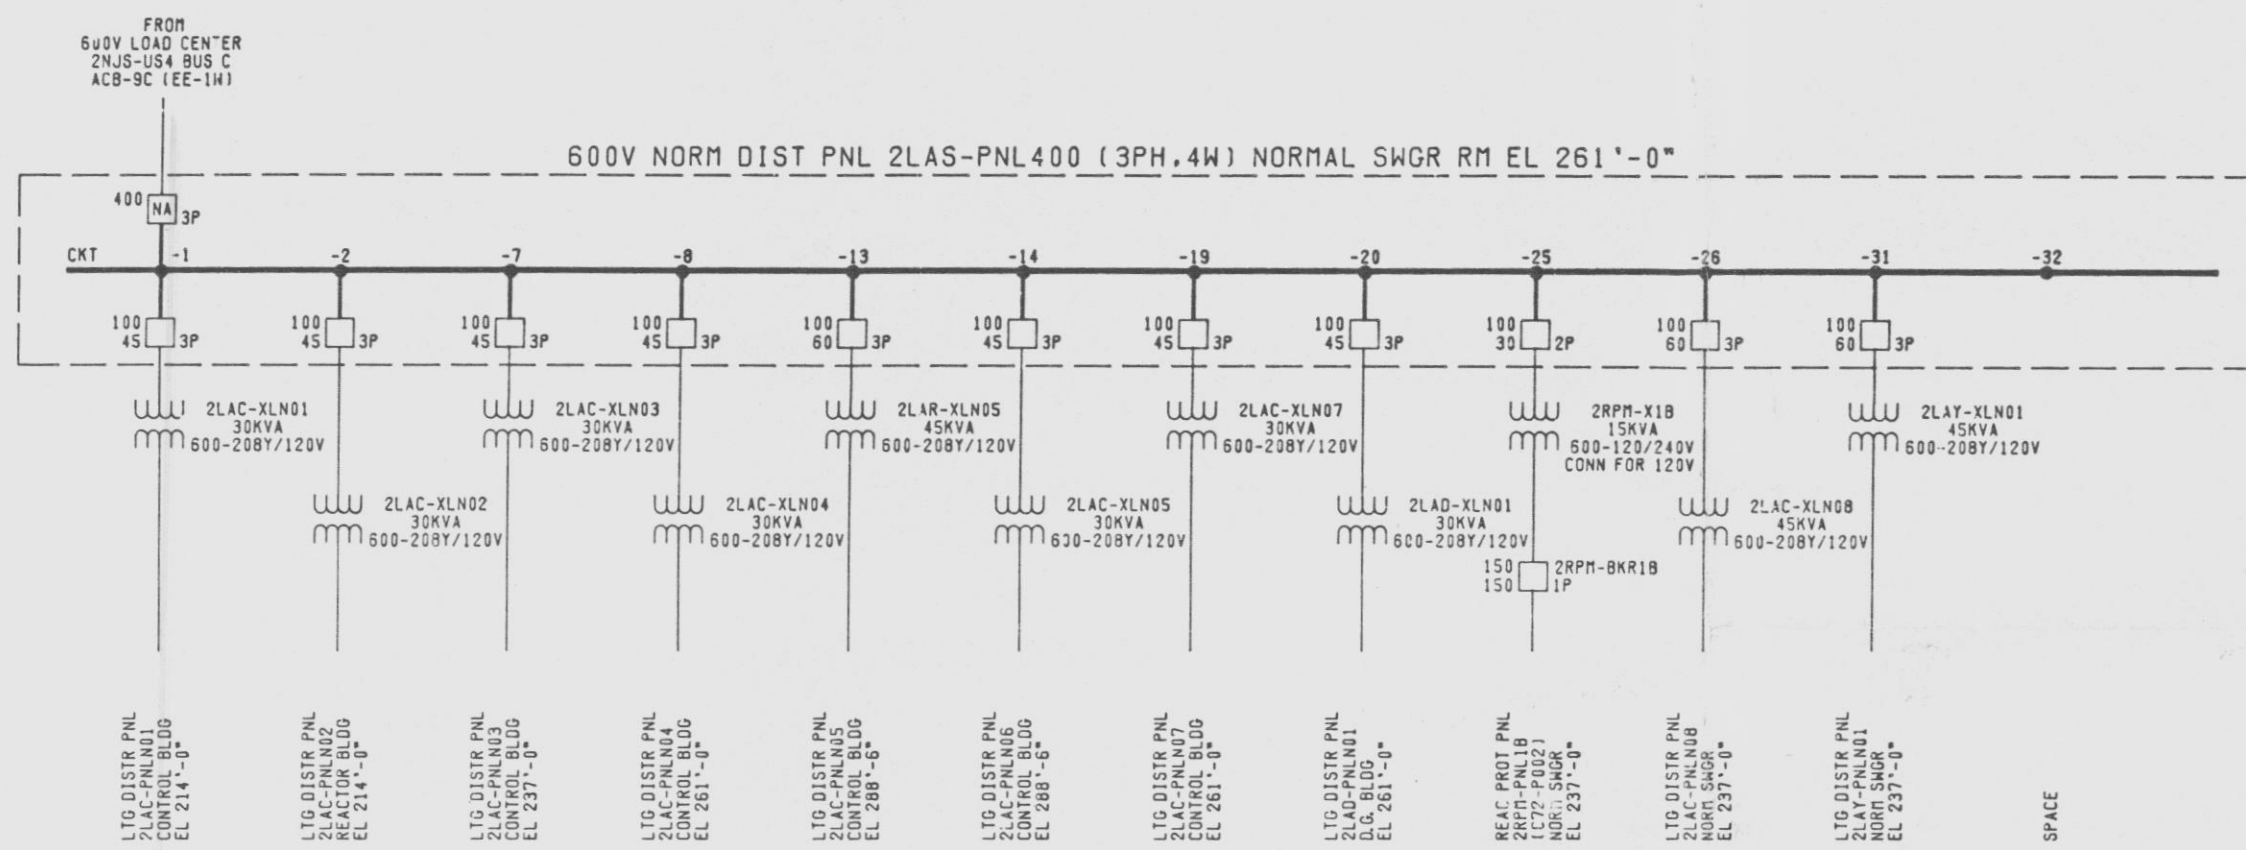 FROM
600V LOAD CENTER
2NJS-US4 BUS C
ACB-9C (EE-1W)
600V NORM DIST PNL 2LAS-PNL400 (3PH.4W) NORMAL SWGR RM EL 261'-0"
400 NA 3P
CKT -1 -2 -7 -8 -13 -14 -19 -20 -25 -26 -31 -32
100 100 100 100 100 100 100 100 100 100 100
45 3P 45 3P 45 3P 45 3P 60 3P 45 3P 45 3P 45 3P 30 2P 60 3P 60 3P
2LAC-XLN01
30KVA
600-208Y/120V
2LAC-XLN03
30KVA
600-208Y/120V
2LAR-XLN05
45KVA
600-208Y/120V
2LAC-XLN07
30KVA
600-208Y/120V
2RPM-X1B
15KVA
600-120/240V
CONN FOR 120V
2LAY-XLN01
45KVA
600-208Y/120V
2LAC-XLN02
30KVA
600-208Y/120V
2LAC-XLN04
30KVA
600-208Y/120V
2LAC-XLN05
30KVA
600-208Y/120V
2LAD-XLN01
30KVA
600-208Y/120V
2LAC-XLN08
45KVA
600-208Y/120V
150 2RPM-BKR1B
150 1P
LTG DISTR PNL
2LAC-PNLN01
CONTROL BLDG
EL 214'-0"
LTG DISTR PNL
2LAC-PNLN02
REACTOR BLDG
EL 214'-0"
LTG DISTR PNL
2LAC-PNLN03
CONTROL BLDG
EL 237'-0"
LTG DISTR PNL
2LAC-PNLN04
CONTROL BLDG
EL 261'-0"
LTG DISTR PNL
2LAC-PNLN05
CONTROL BLDG
EL 288'-6"
LTG DISTR PNL
2LAC-PNLN06
CONTROL BLDG
EL 288'-6"
LTG DISTR PNL
2LAC-PNLN07
CONTROL BLDG
EL 261'-0"
LTG DISTR PNL
2LAD-PNLN01
D.G. BLDG
EL 261'-0"
REAC PROT PNL
2RPM-PNL1B
(C72-P002)
NORM SWGR
EL 237'-0"
LTG DISTR PNL
2LAC-PNLN08
NORM SWGR
EL 237'-0"
LTG DISTR PNL
2LAY-PNLN01
NORM SWGR
EL 237'-0"
SPACE